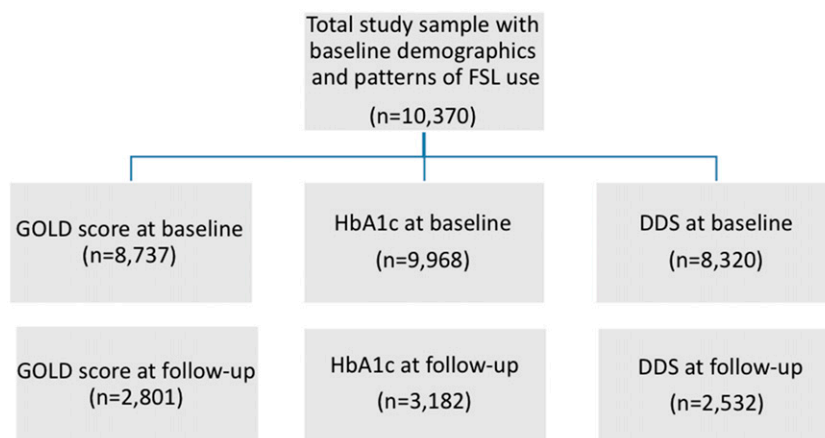 Total study sample with
baseline demographics
and patterns of FSL use
(n=10,370)
GOLD score at baseline
(n=8,737)
HbA1c at baseline
(n=9,968)
DDS at baseline
(n=8,320)
GOLD score at follow-up
(n=2,801)
HbA1c at follow-up
(n=3,182)
DDS at follow-up
(n=2,532)